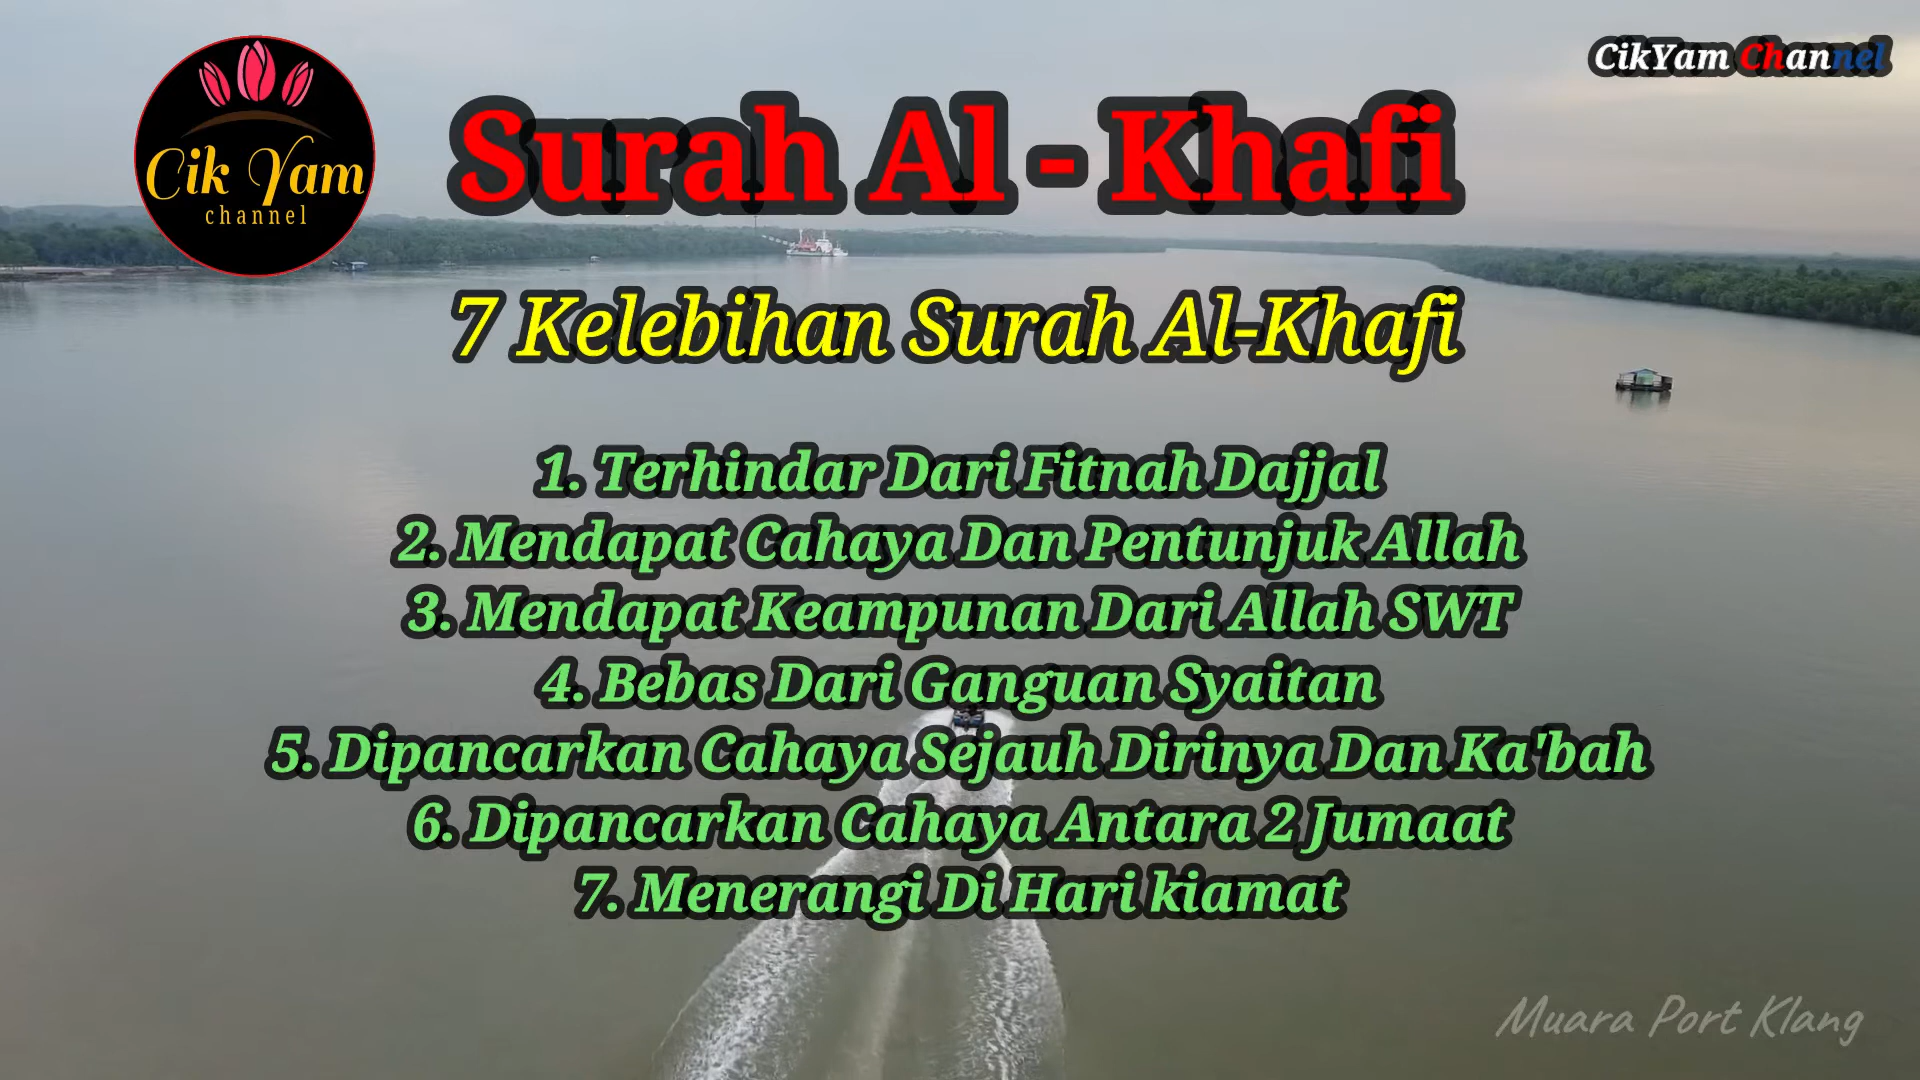 CikYam Channel
Cik Yam
channel
Surah Al - Khafi
7 Kelebihan Surah Al-Khafi
1. Terhindar Dari Fitnah Dajjal
2. Mendapat Cahaya Dan Pentunjuk Allah
3. Mendapat Keampunan Dari Allah SWT
4. Bebas Dari Ganguan Syaitan
5. Dipancarkan Cahaya Sejauh Dirinya Dan Ka'bah
6. Dipancarkan Cahaya Antara 2 Jumaat
7. Menerangi Di Hari kiamat
Muara Port Klang